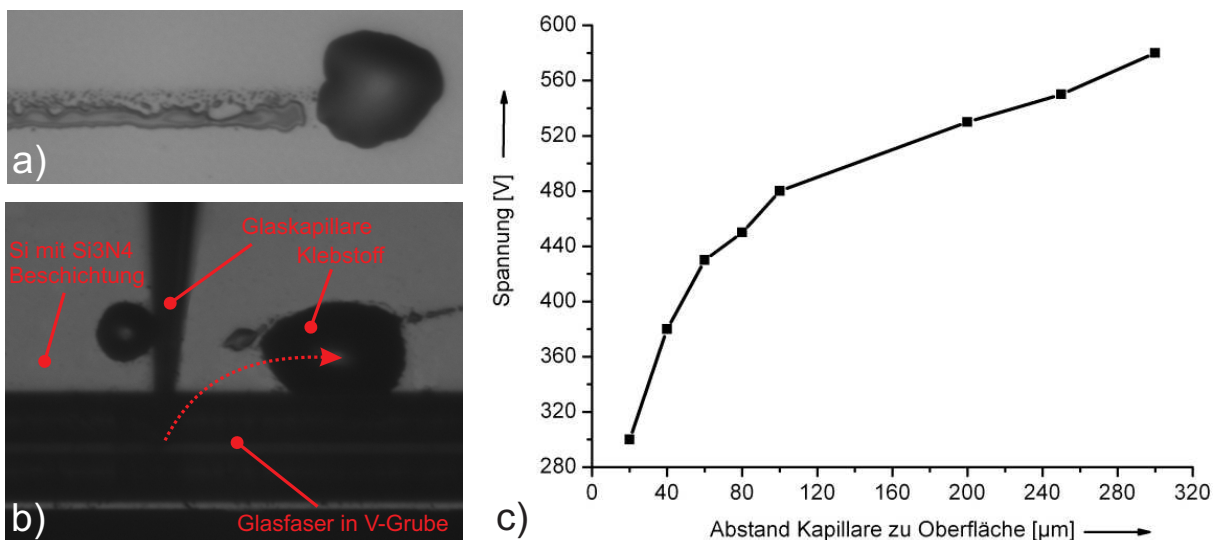 a)
Si mit Si3N4
Beschichtung
Glaskapillare
Klebstoff
Glasfaser in V-Grube
b)
Spannung [V]
600
560
520
480
440
400
360
320
280
0
40
80
120
160
200
240
280
320
Abstand Kapillare zu Oberfläche [µm]
c)